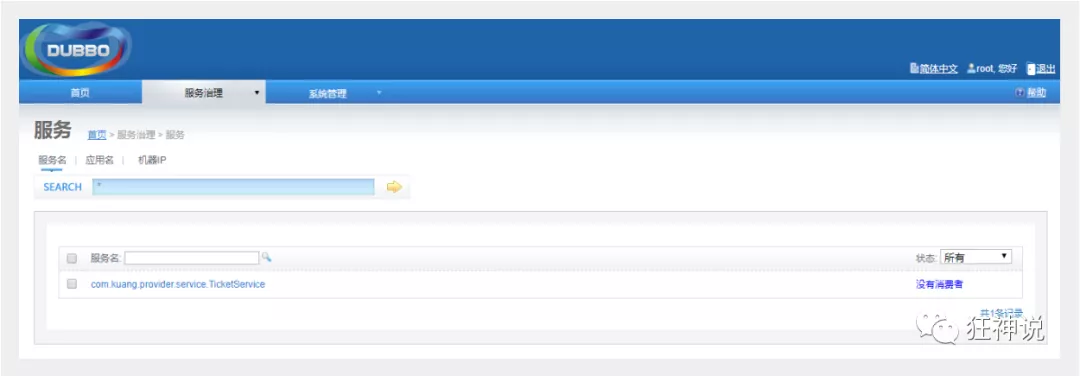 DUBBO
简体中文 root, 您好 退出
首页 服务治理 系统管理 帮助
服务 首页 > 服务治理 > 服务
服务名 | 应用名 | 机器IP
SEARCH *
服务名: 状态: 所有
com.kuang.provider.service.TicketService 没有消费者
共1条记录
狂神说